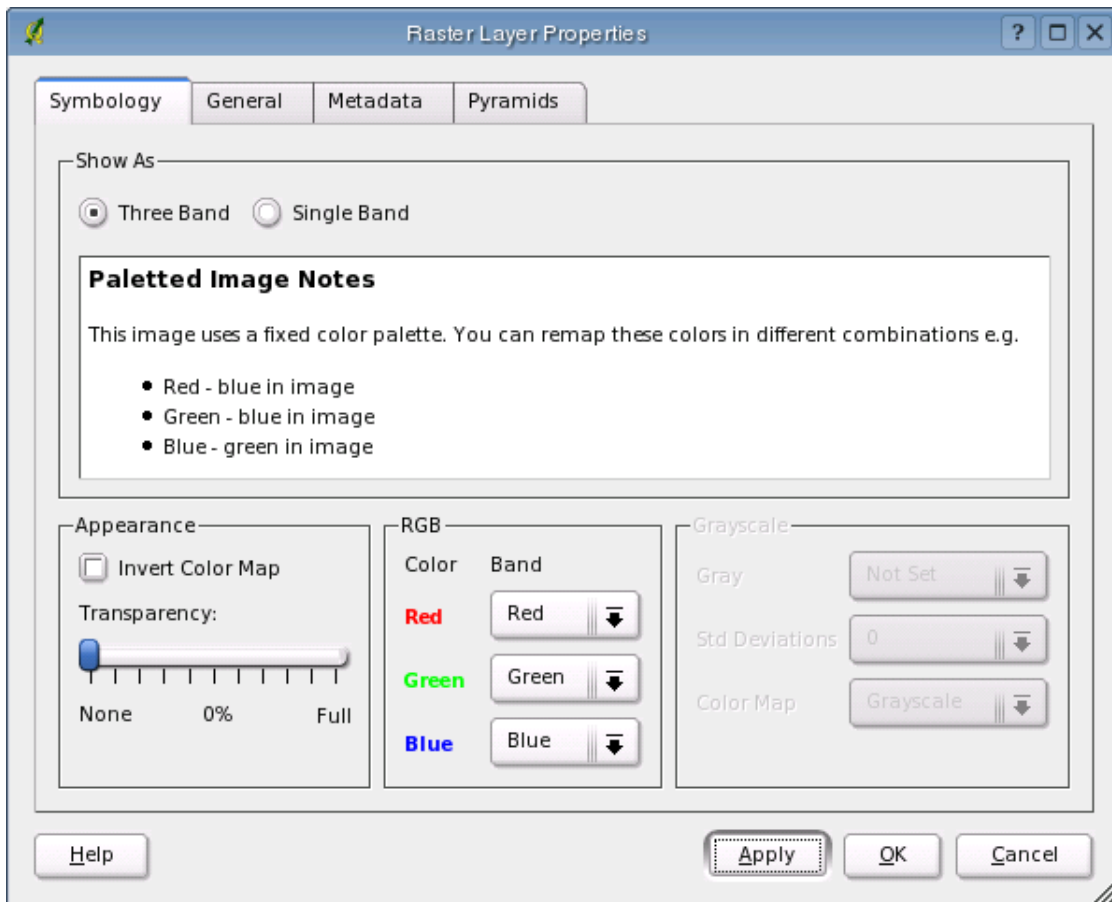 Raster Layer Properties
?
Symbology General Metadata Pyramids
Show As
Three Band Single Band
Paletted Image Notes
This image uses a fixed color palette. You can remap these colors in different combinations e.g.
• Red - blue in image
• Green - blue in image
• Blue - green in image
Appearance
Invert Color Map
Transparency:
None 0% Full
RGB
Color Band
Red Red
Green Green
Blue Blue
Grayscale
Gray Not Set
Std Deviations 0
Color Map Grayscale
Help Apply OK Cancel